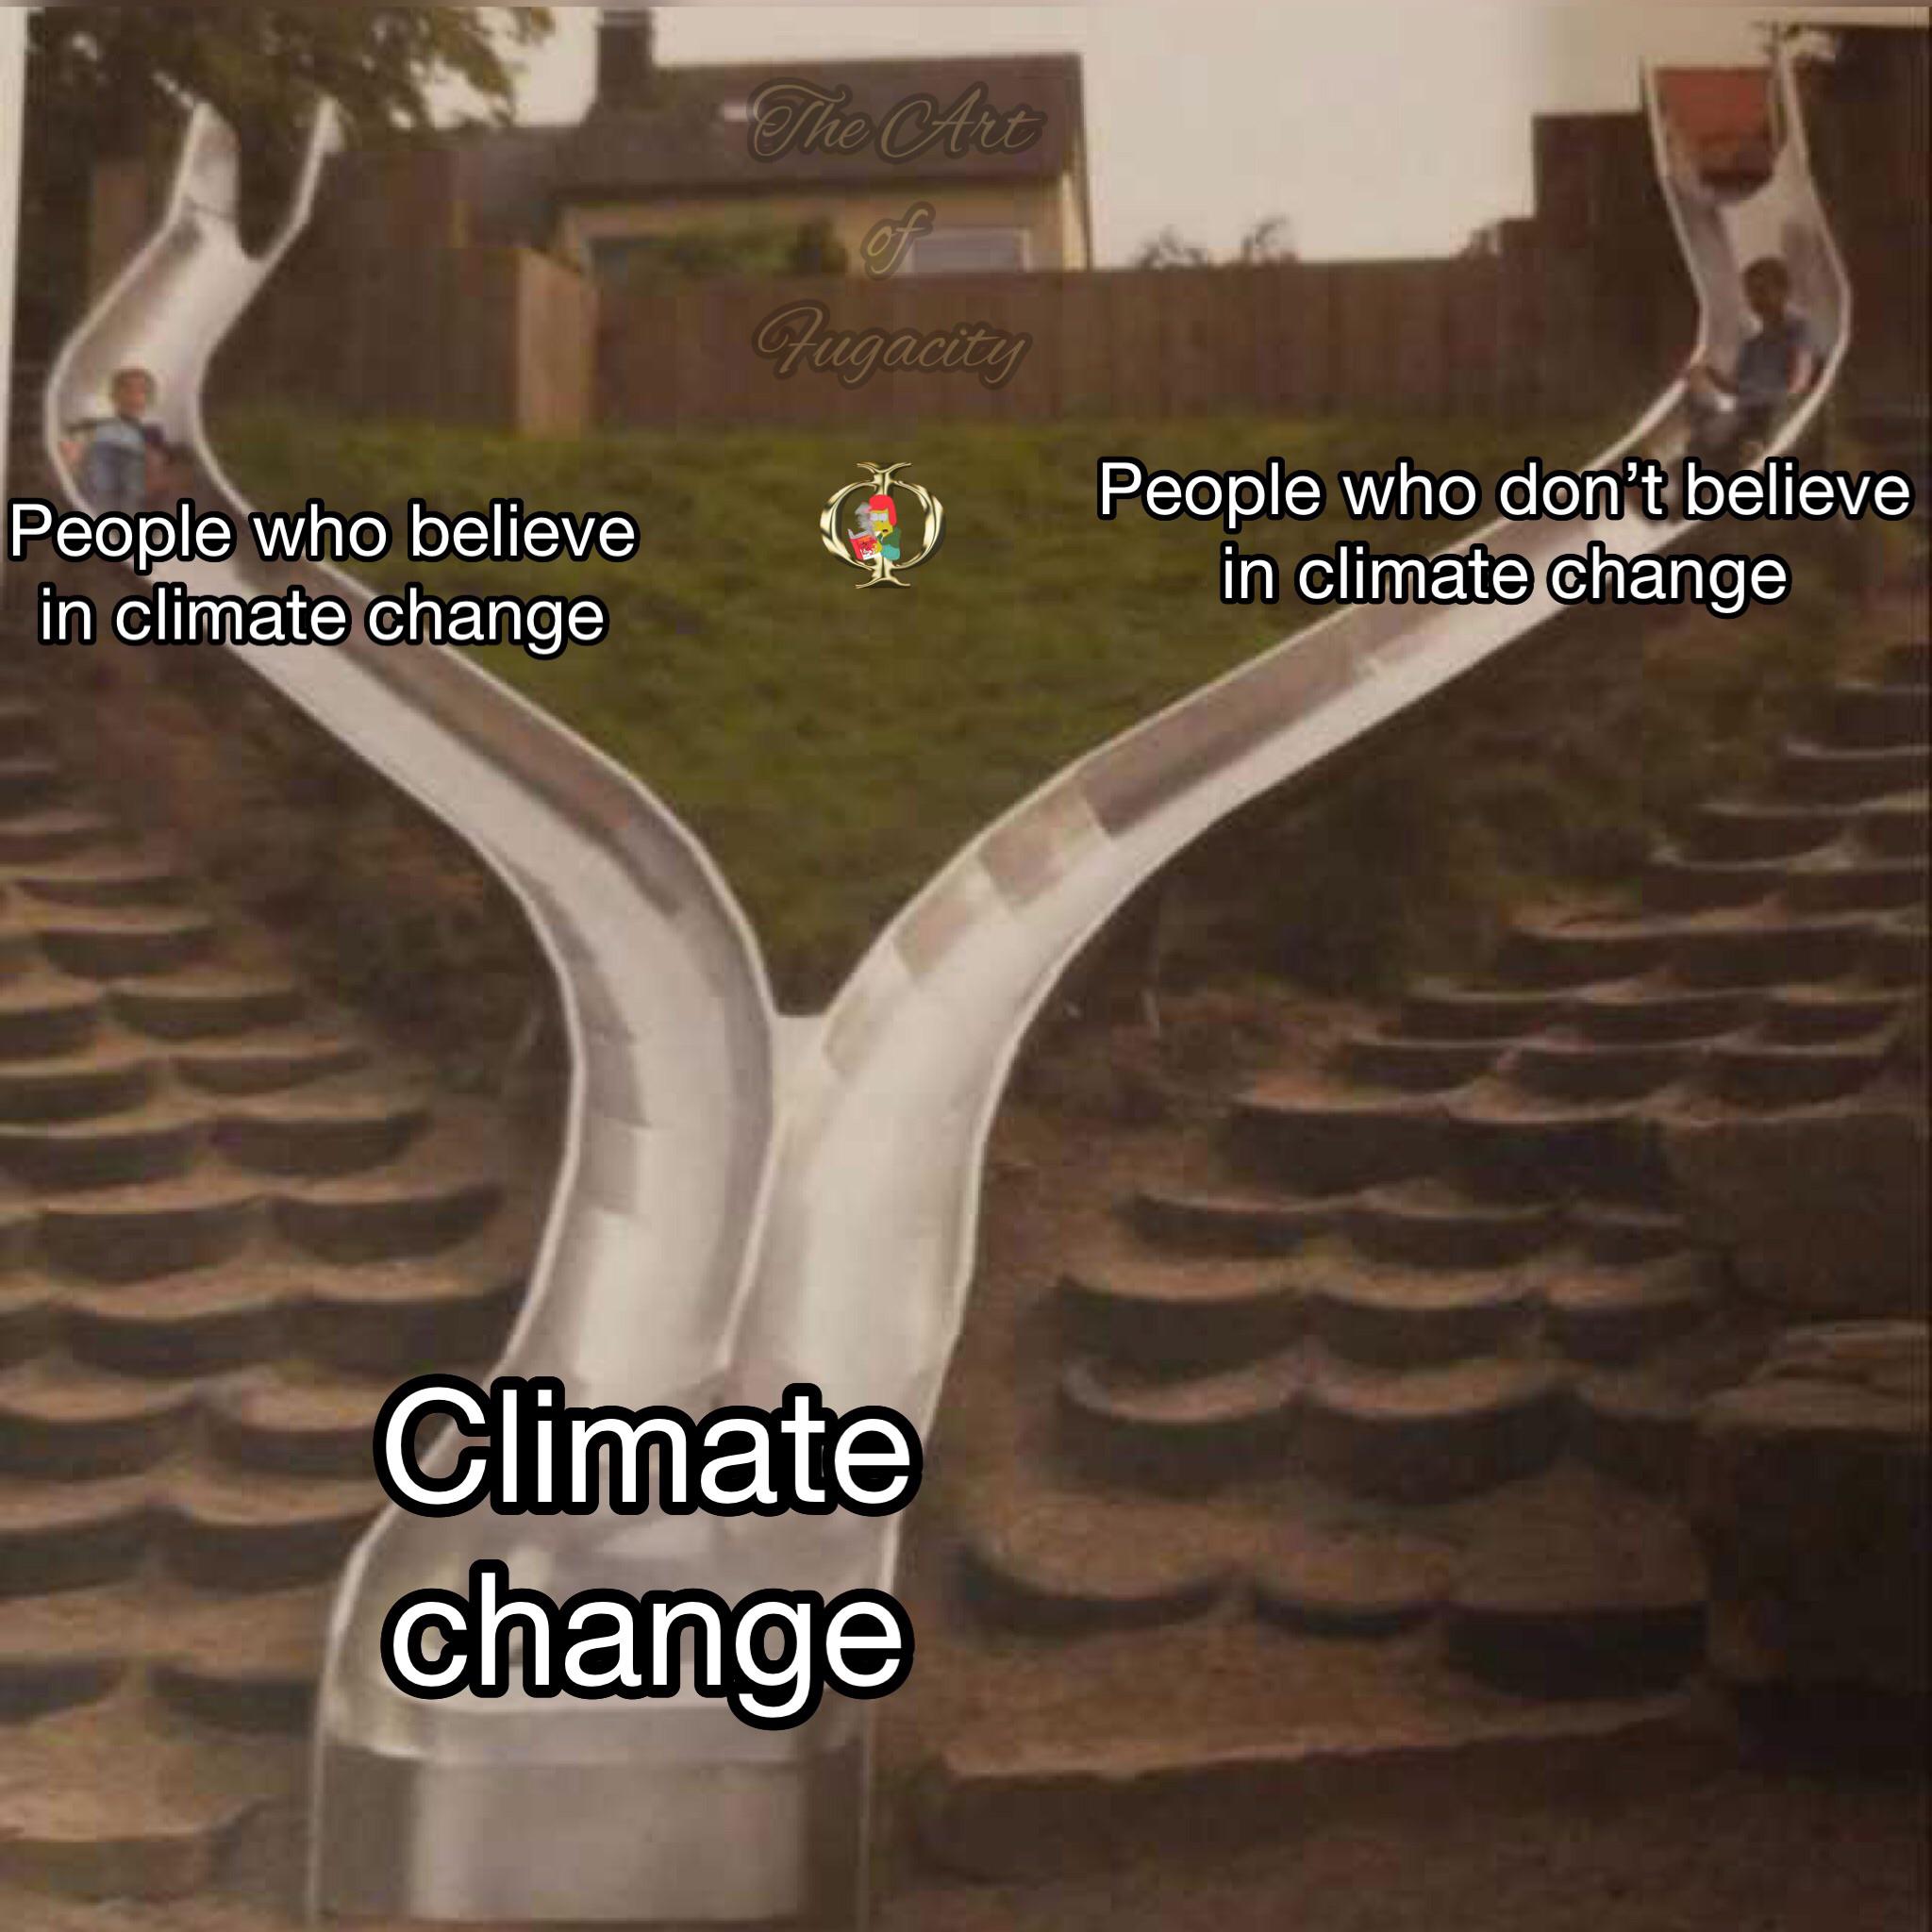 The Art
of
Fugacity
People who believe
in climate change
People who don't believe
in climate change
Climate
change